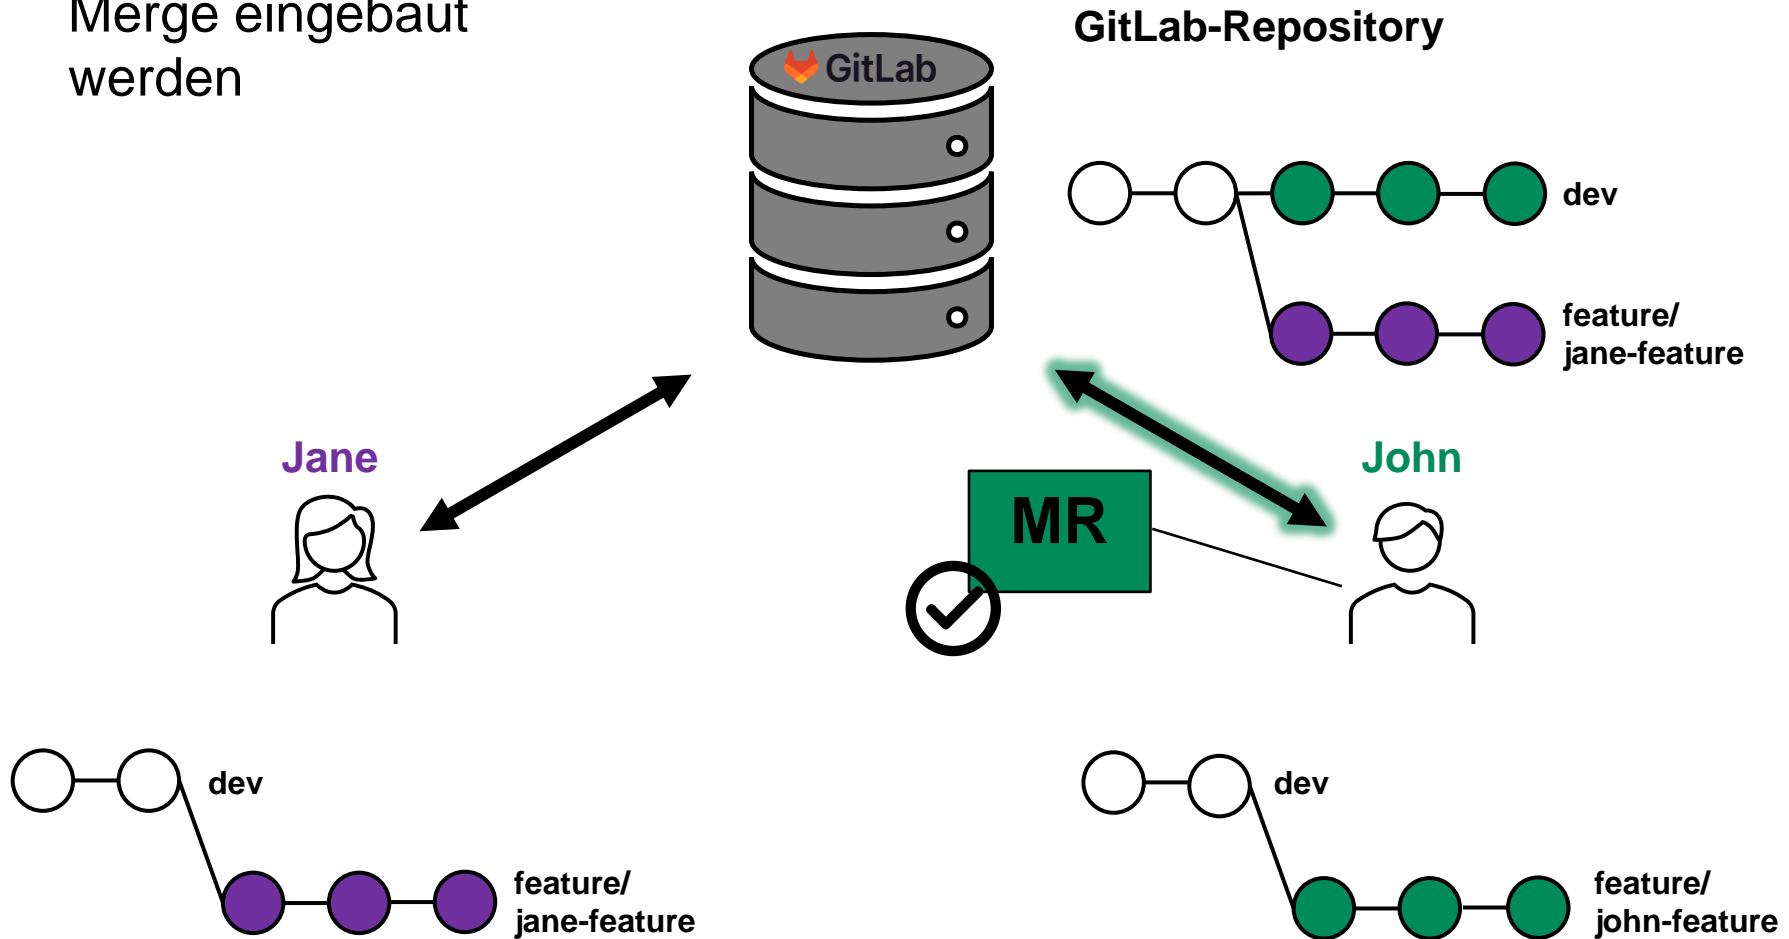 Merge eingebaut
werden
GitLab-Repository
GitLab
dev
feature/
jane-feature
Jane
John
MR
dev
feature/
jane-feature
dev
feature/
john-feature